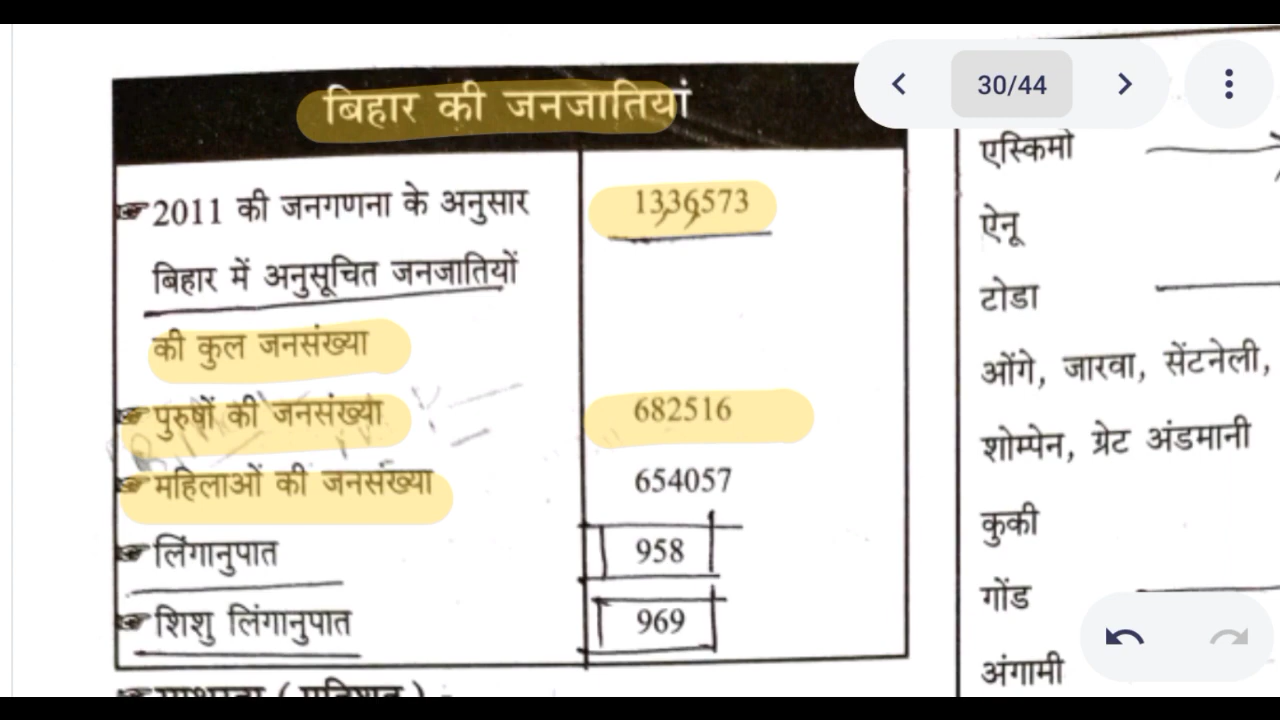 बिहार की जनजातियां
30/44
2011 की जनगणना के अनुसार 1336573
बिहार में अनुसूचित जनजातियों
की कुल जनसंख्या
पुरुषों की जनसंख्या 682516
महिलाओं की जनसंख्या 654057
लिंगानुपात 958
शिशु लिंगानुपात 969
एस्किमो
ऐनू
टोडा
ओंगे, जारवा, सेंटनेली,
शोम्पेन, ग्रेट अंडमानी
कुकी
गोंड
अंगामी